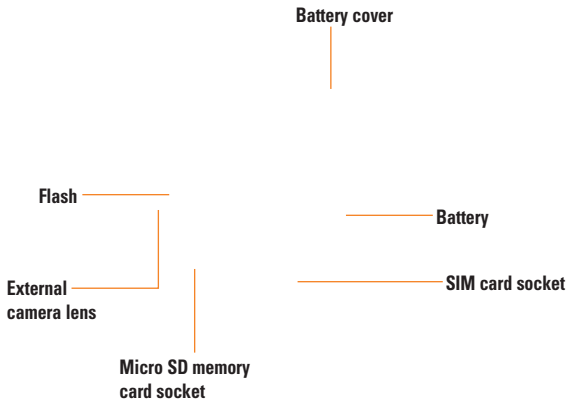 Battery cover
Flash
Battery
External
camera lens
SIM card socket
Micro SD memory
card socket